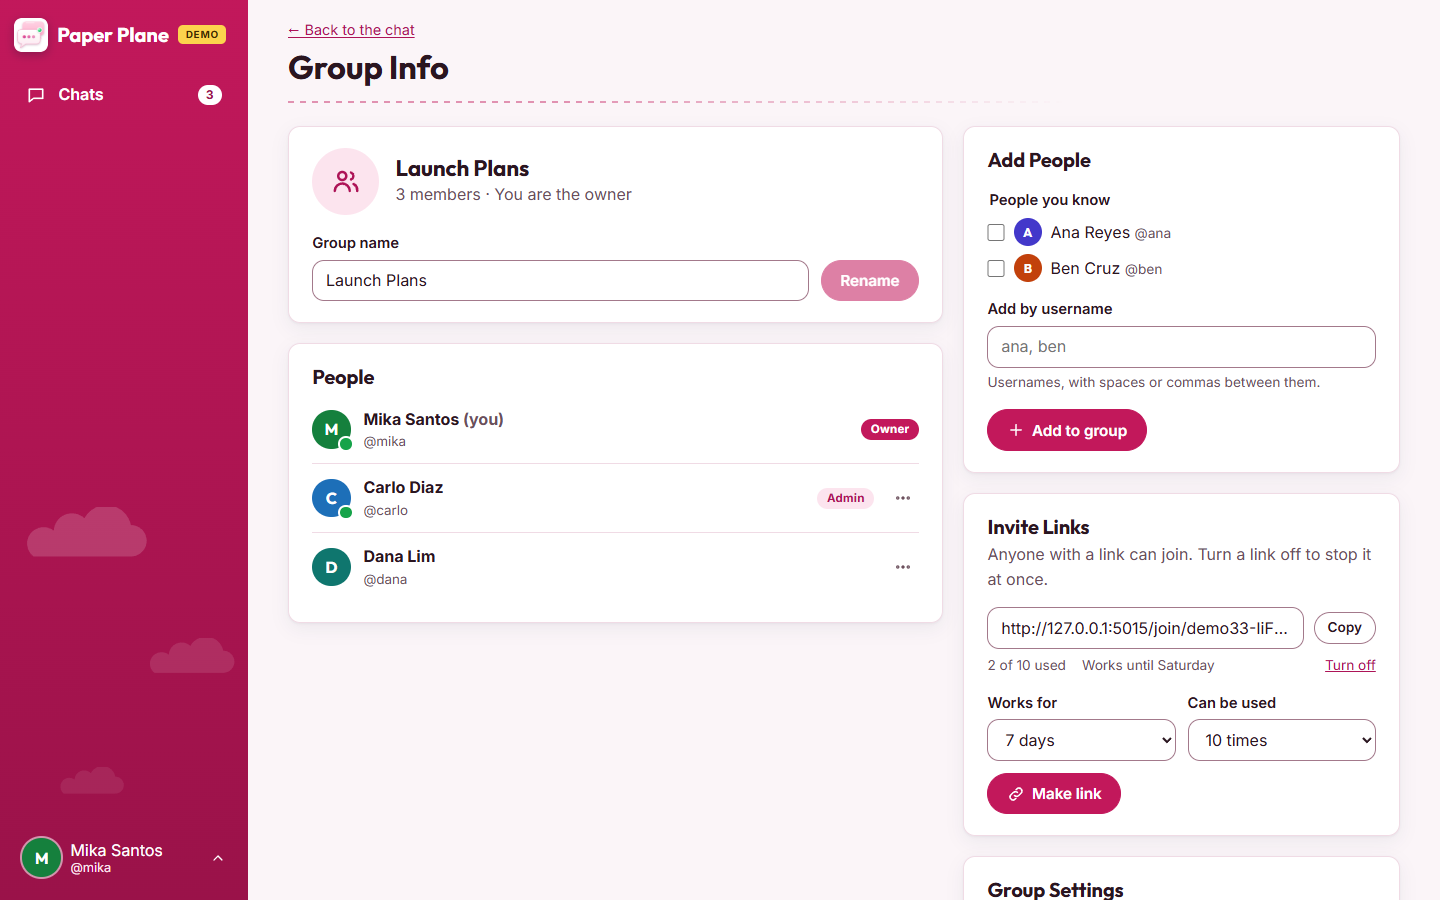 Paper Plane DEMO
Chats 3
Mika Santos
@mika
M
← Back to the chat
Group Info
Launch Plans
3 members · You are the owner
Group name
Launch Plans
Rename
People
M
Mika Santos (you)
@mika
Owner
C
Carlo Diaz
@carlo
Admin
D
Dana Lim
@dana
Add People
People you know
A Ana Reyes @ana
B Ben Cruz @ben
Add by username
ana, ben
Usernames, with spaces or commas between them.
Add to group
Invite Links
Anyone with a link can join. Turn a link off to stop it
at once.
http://127.0.0.1:5015/join/demo33-IiF...
Copy
2 of 10 used Works until Saturday Turn off
Works for Can be used
7 days 10 times
Make link
Group Settings